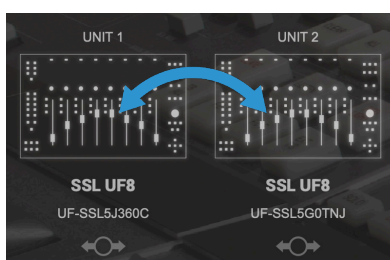 UNIT 1
UNIT 2
SSL UF8
SSL UF8
UF-SSL5J360C
UF-SSL5G0TNJ